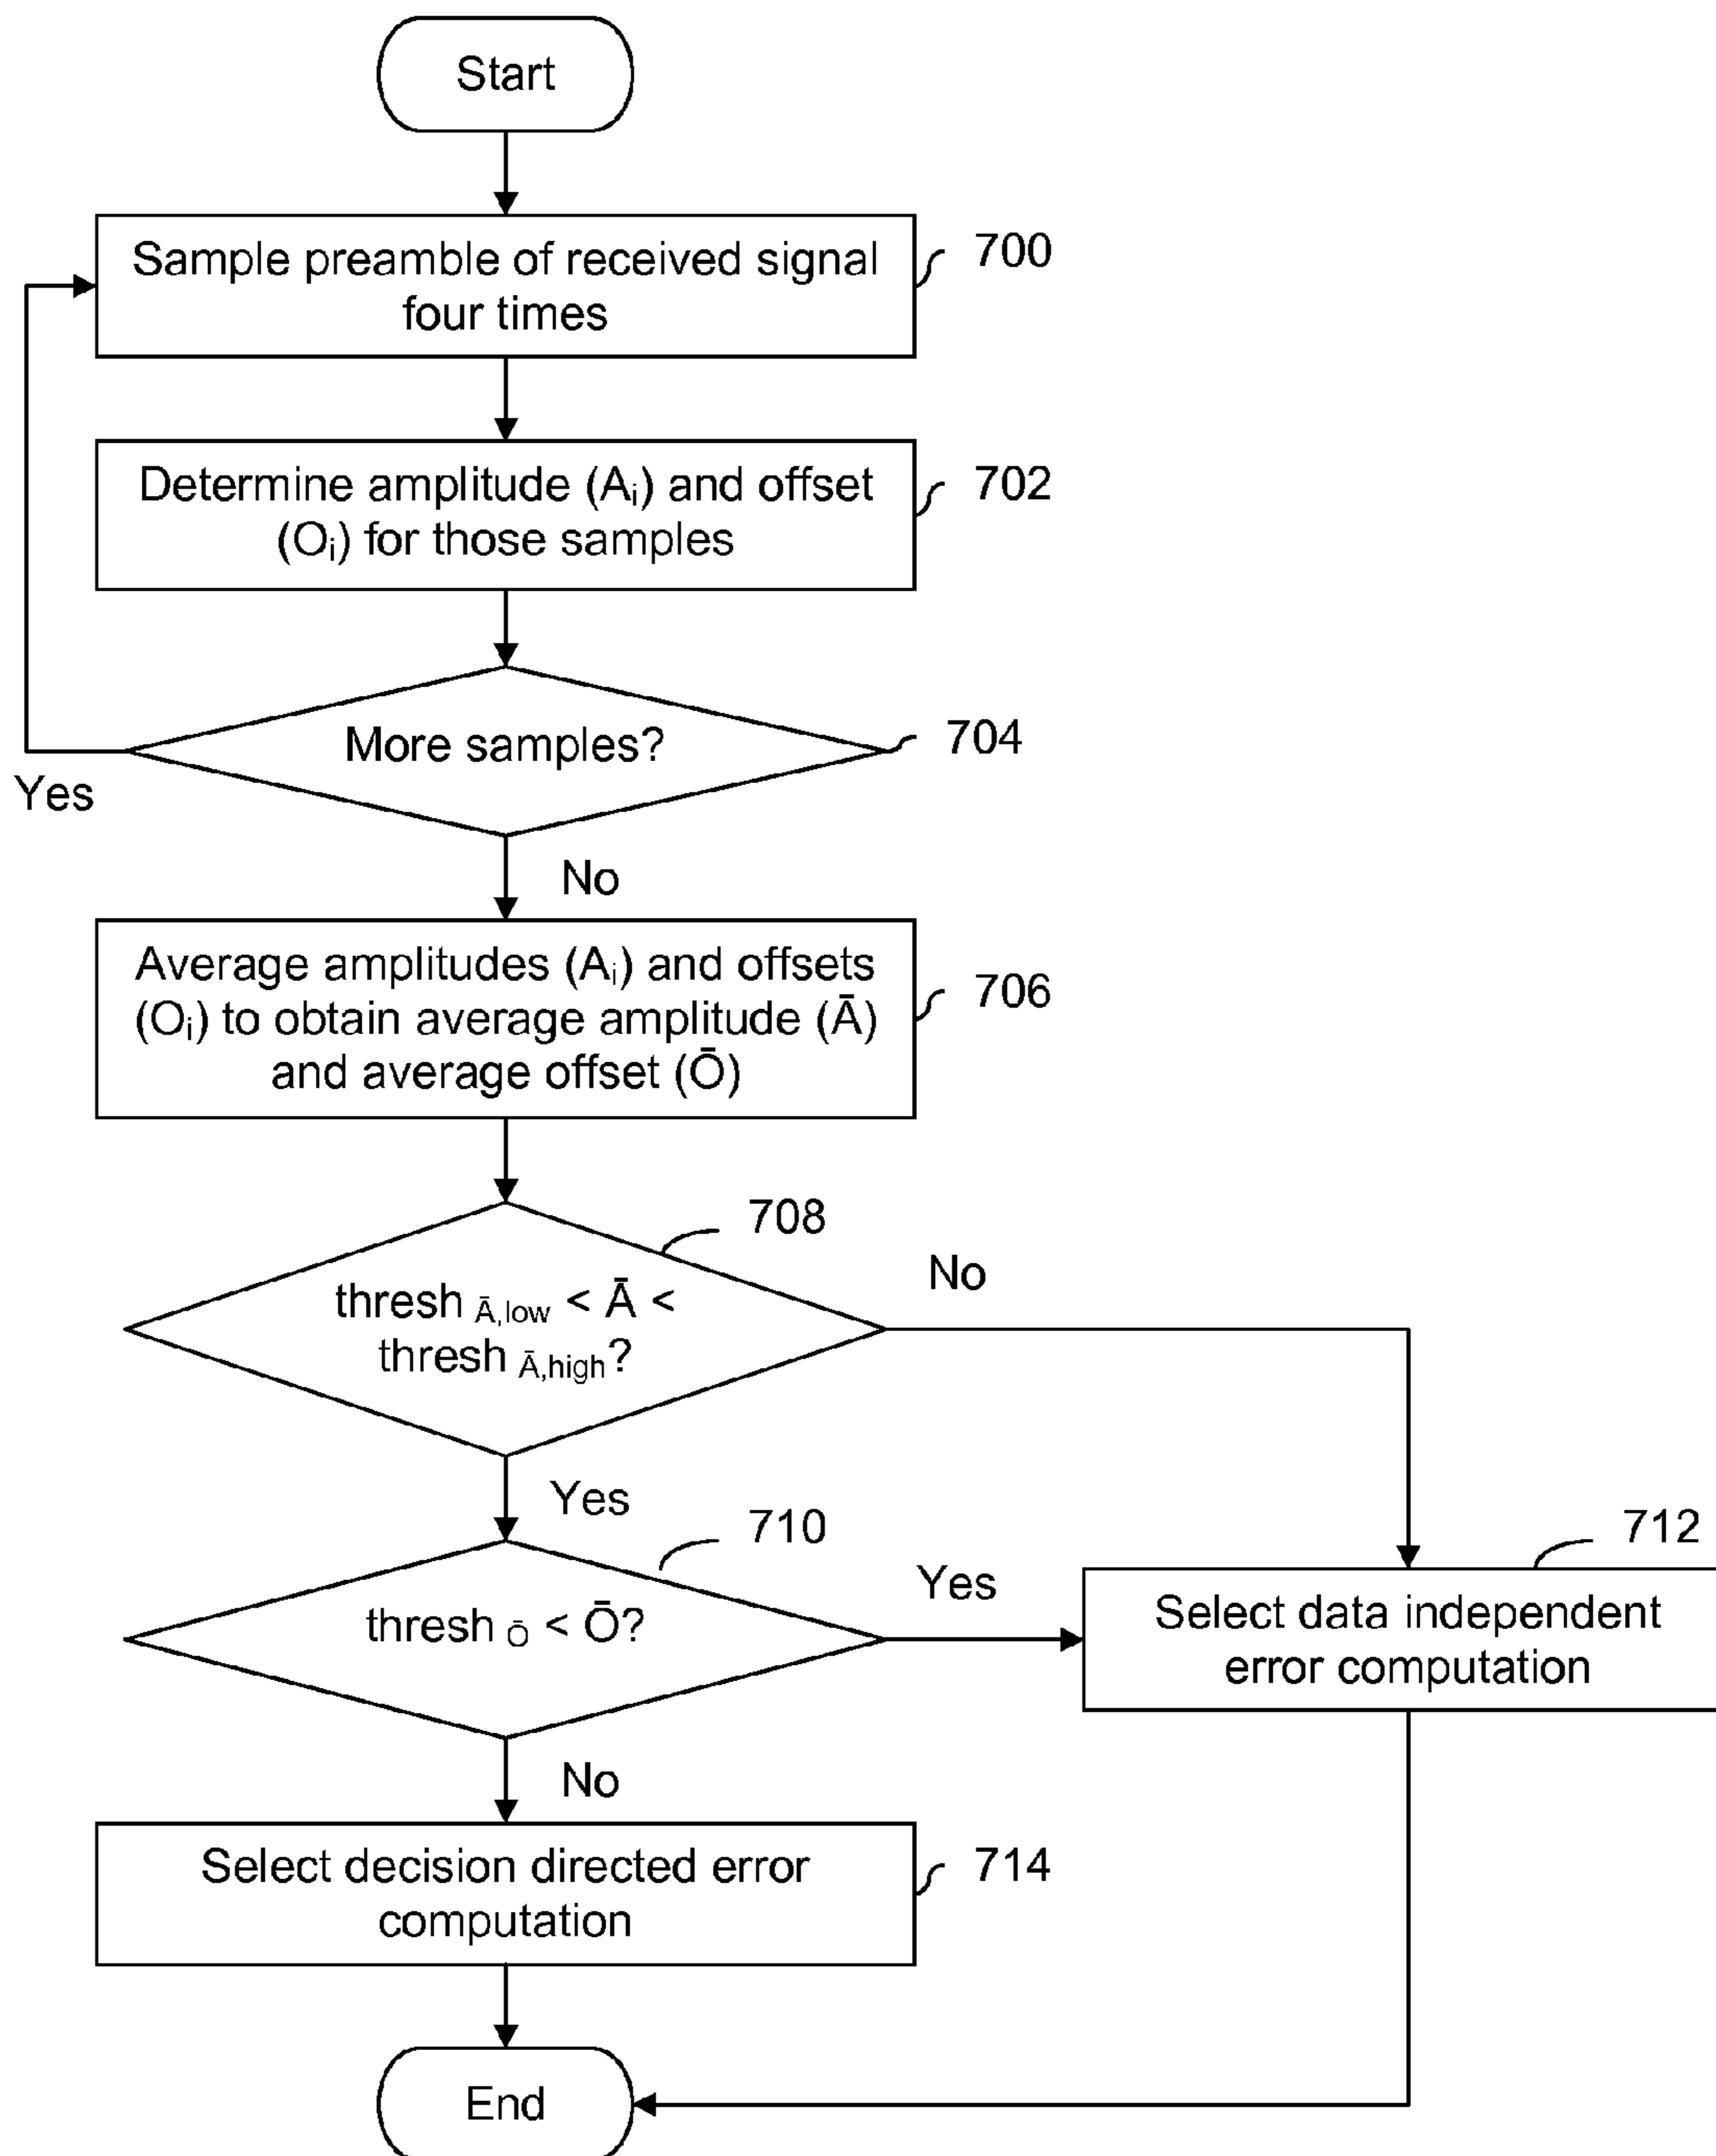 Start
Sample preamble of received signal
four times
700
Determine amplitude (Aᵢ) and offset
(Oᵢ) for those samples
702
More samples?
704
Yes
No
Average amplitudes (Aᵢ) and offsets
(Oᵢ) to obtain average amplitude (Ā)
and average offset (Ō)
706
708
thresh Ā,low < Ā <
thresh Ā,high?
No
Yes
710
thresh Ō < Ō?
Yes
712
Select data independent
error computation
No
Select decision directed error
computation
714
End